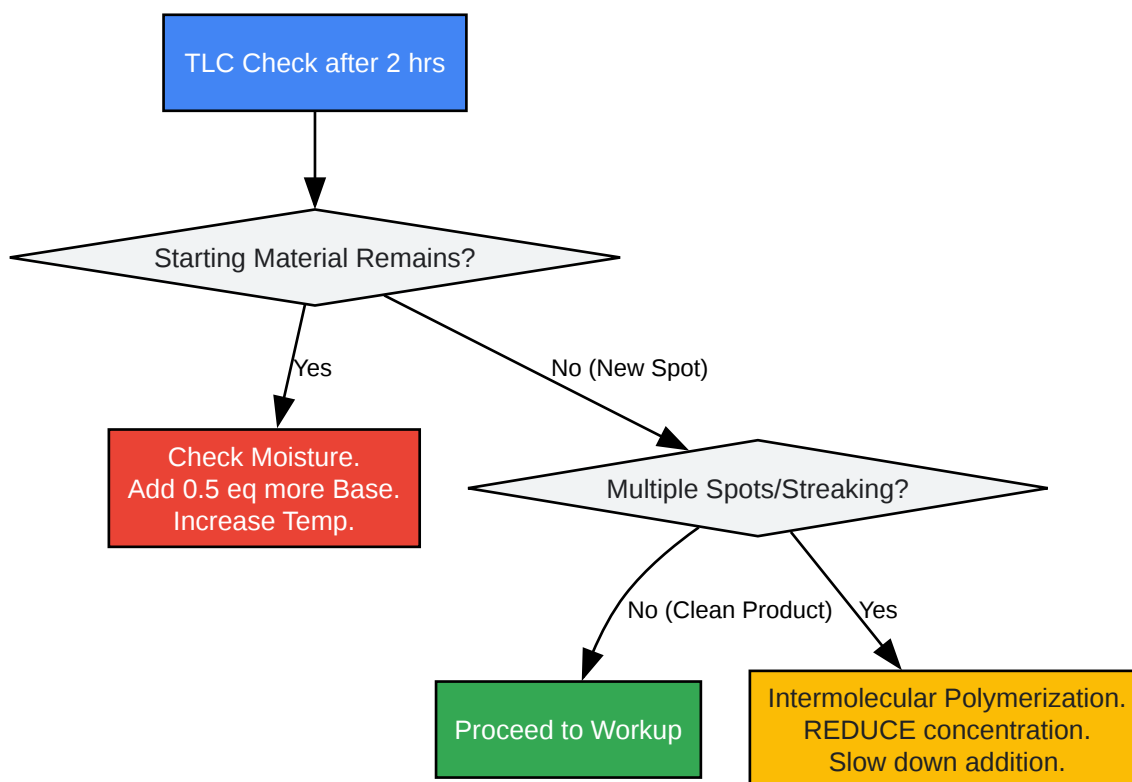 TLC Check after 2 hrs
Starting Material Remains?
Yes
No (New Spot)
Check Moisture.
Add 0.5 eq more Base.
Increase Temp.
Multiple Spots/Streaking?
No (Clean Product)
Yes
Proceed to Workup
Intermolecular Polymerization.
REDUCE concentration.
Slow down addition.